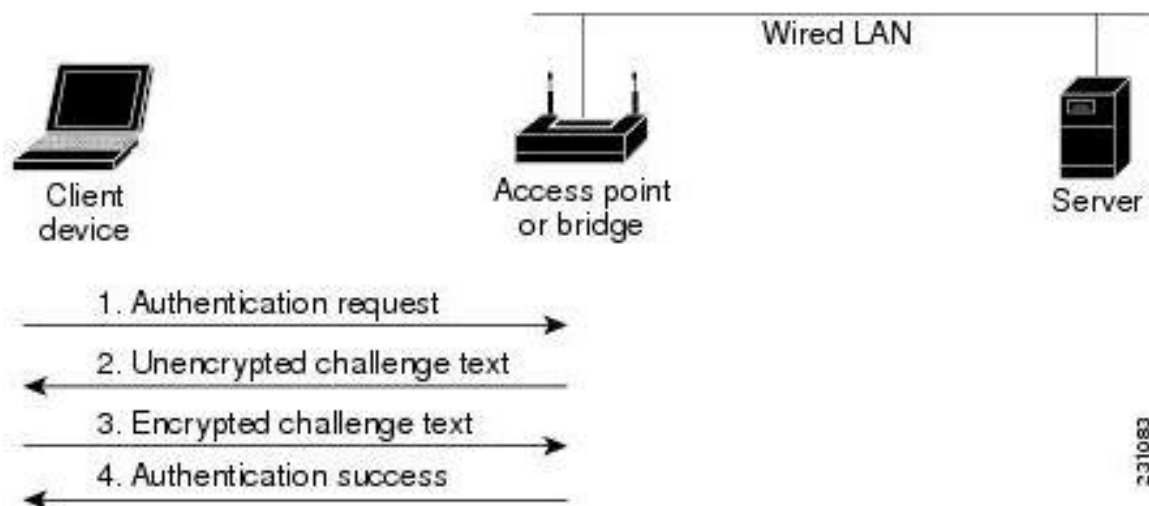 Wired LAN
Client
device
Access point
or bridge
Server
1. Authentication request
2. Unencrypted challenge text
3. Encrypted challenge text
4. Authentication success
231083